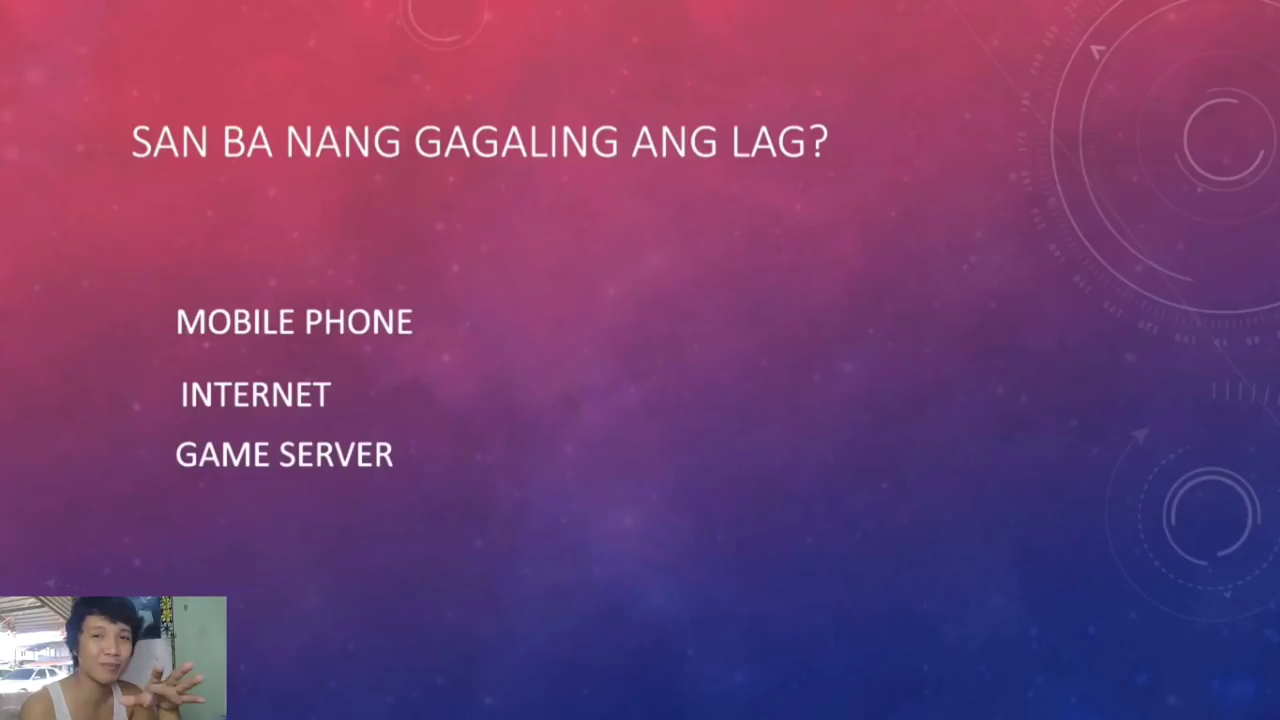 SAN BA NANG GAGALING ANG LAG?
MOBILE PHONE
INTERNET
GAME SERVER